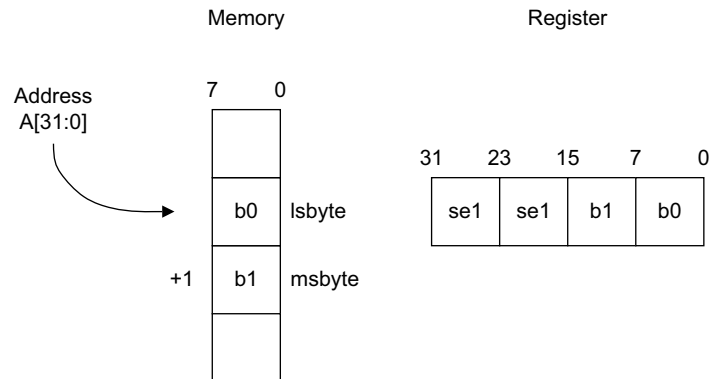 Memory
Register
7 0
Address
A[31:0]
31 23 15 7 0
b0 lsbyte
se1 se1 b1 b0
+1 b1 msbyte